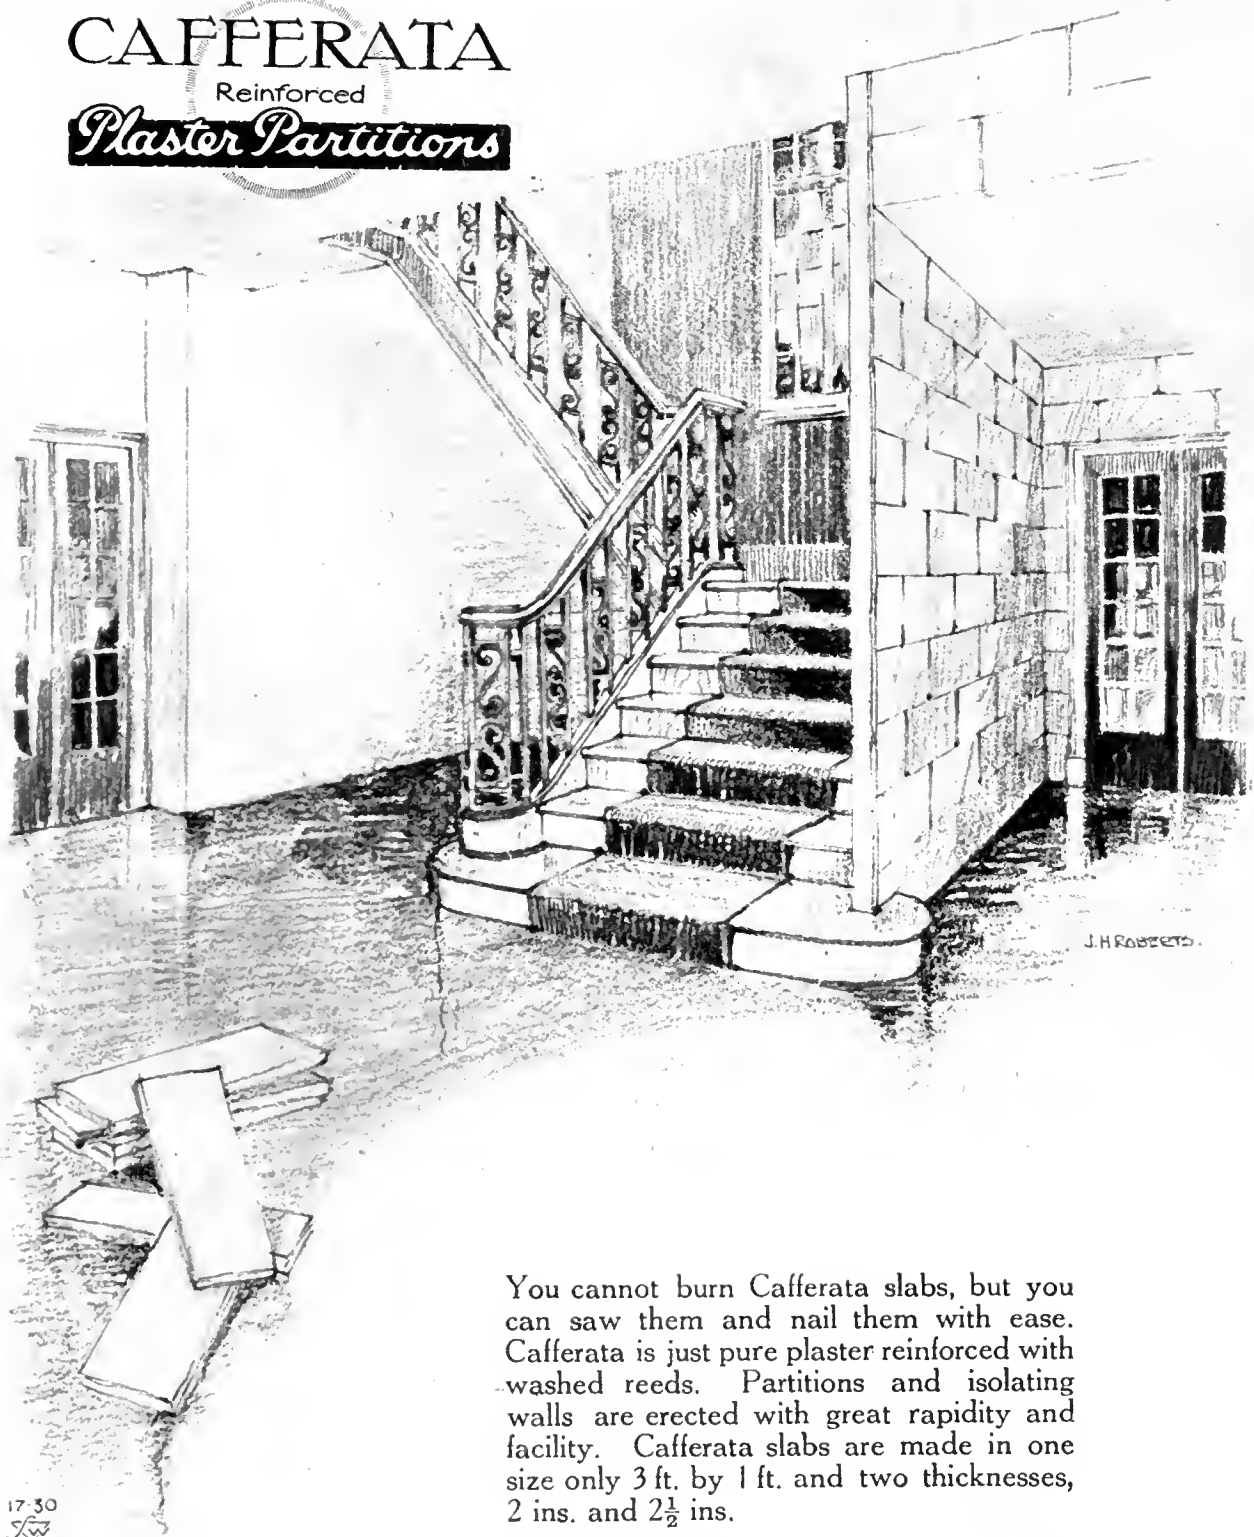 CAFFERATA
Reinforced
Plaster Partitions
J. H ROBERTS.
You cannot burn Cafferata slabs, but you
can saw them and nail them with ease.
Cafferata is just pure plaster reinforced with
washed reeds. Partitions and isolating
walls are erected with great rapidity and
facility. Cafferata slabs are made in one
size only 3 ft. by 1 ft. and two thicknesses,
2 ins. and 2½ ins.
17·30